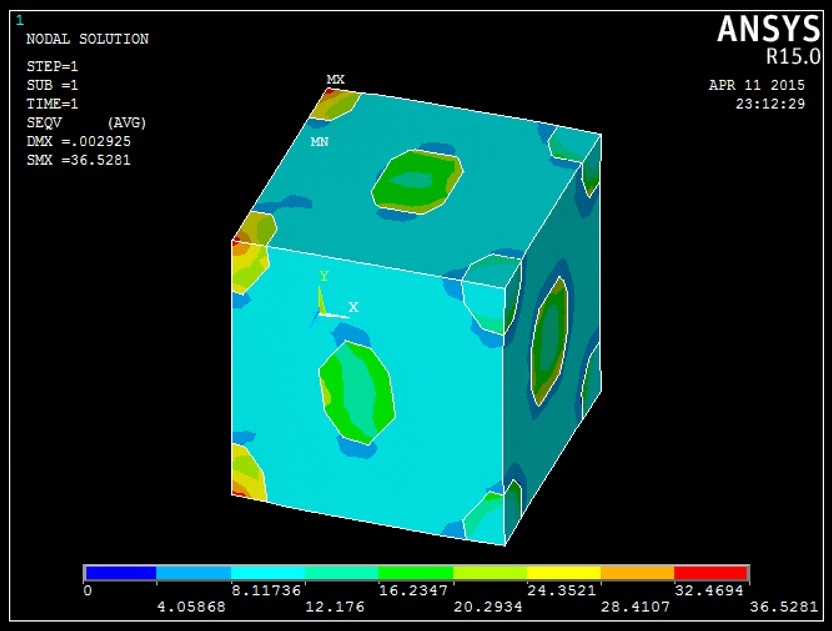 1
NODAL SOLUTION
STEP=1
SUB =1
TIME=1
SEQV (AVG)
DMX =.002925
SMX =36.5281
ANSYS
R15.0
APR 11 2015
23:12:29
MX
MN
Y
X
Z
0
4.05868
8.11736
12.176
16.2347
20.2934
24.3521
28.4107
32.4694
36.5281